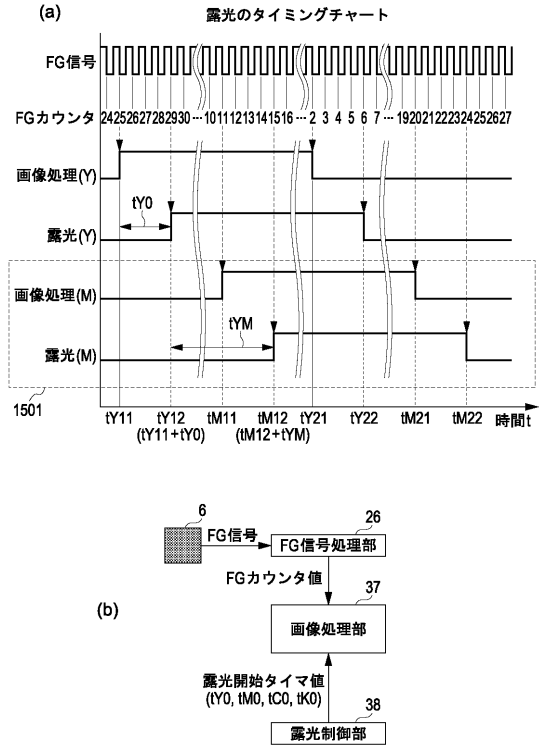 (a)
露光のタイミングチャート
FG信号
FGカウンタ 24 25 26 27 28 29 30 … 10 11 12 13 14 15 16 … 2 3 4 5 6 7 … 19 20 21 22 23 24 25 26 27
画像処理(Y)
tY0
露光(Y)
画像処理(M)
tYM
露光(M)
1501
tY11 tY12 tM11 tM12 tY21 tY22 tM21 tM22 時間t
(tY11+tY0) (tM12+tYM)
(b)
6
FG信号
26
FG信号処理部
FGカウンタ値
37
画像処理部
露光開始タイマ値
(tY0, tM0, tC0, tK0)
38
露光制御部